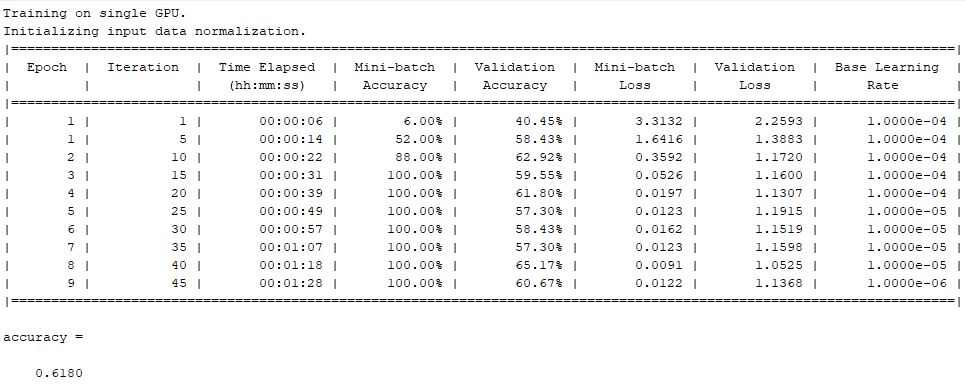 Training on single GPU.
Initializing input data normalization.
|======================================================================================================================|
|  Epoch  |  Iteration  |  Time Elapsed  |  Mini-batch  |  Validation  |  Mini-batch  |  Validation  |  Base Learning  |
|         |             |   (hh:mm:ss)   |   Accuracy   |   Accuracy   |     Loss     |     Loss     |      Rate       |
|======================================================================================================================|
|       1 |           1 |       00:00:06 |        6.00% |       40.45% |       3.3132 |       2.2593 |      1.0000e-04 |
|       1 |           5 |       00:00:14 |       52.00% |       58.43% |       1.6416 |       1.3883 |      1.0000e-04 |
|       2 |          10 |       00:00:22 |       88.00% |       62.92% |       0.3592 |       1.1720 |      1.0000e-04 |
|       3 |          15 |       00:00:31 |      100.00% |       59.55% |       0.0526 |       1.1600 |      1.0000e-04 |
|       4 |          20 |       00:00:39 |      100.00% |       61.80% |       0.0197 |       1.1307 |      1.0000e-04 |
|       5 |          25 |       00:00:49 |      100.00% |       57.30% |       0.0123 |       1.1915 |      1.0000e-05 |
|       6 |          30 |       00:00:57 |      100.00% |       58.43% |       0.0162 |       1.1519 |      1.0000e-05 |
|       7 |          35 |       00:01:07 |      100.00% |       57.30% |       0.0123 |       1.1598 |      1.0000e-05 |
|       8 |          40 |       00:01:18 |      100.00% |       65.17% |       0.0091 |       1.0525 |      1.0000e-05 |
|       9 |          45 |       00:01:28 |      100.00% |       60.67% |       0.0122 |       1.1368 |      1.0000e-06 |
|======================================================================================================================|
accuracy =
0.6180